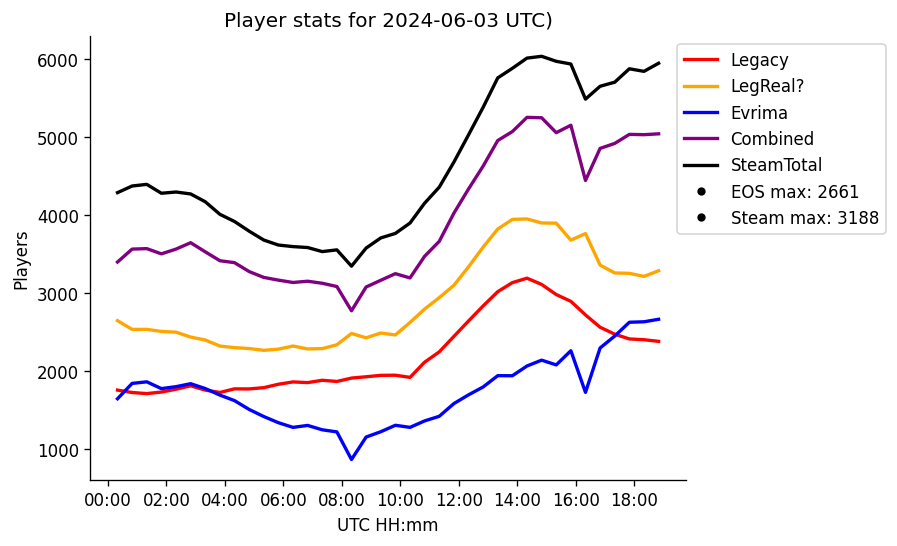 Player stats for 2024-06-03 UTC)
Players
6000
5000
4000
3000
2000
1000
00:00 02:00 04:00 06:00 08:00 10:00 12:00 14:00 16:00 18:00
UTC HH:mm
Legacy
LegReal?
Evrima
Combined
SteamTotal
EOS max: 2661
Steam max: 3188